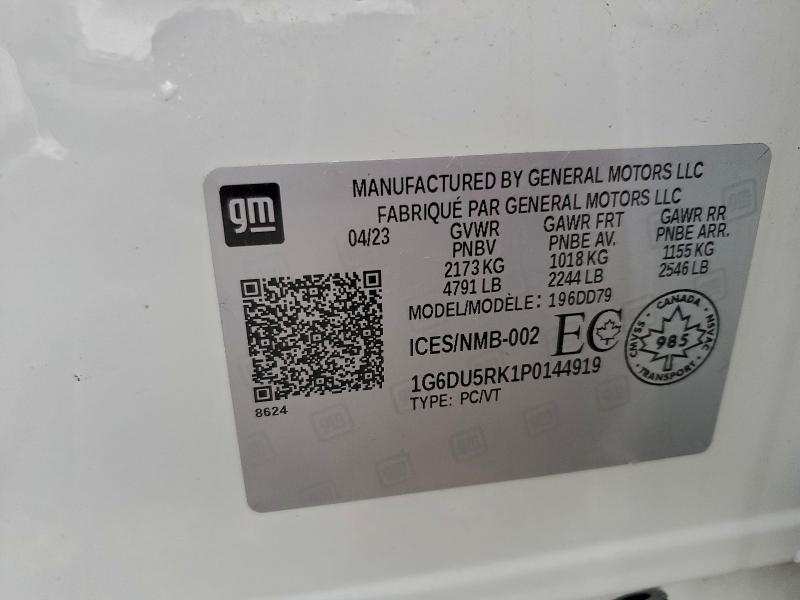 gm
MANUFACTURED BY GENERAL MOTORS LLC
FABRIQUÉ PAR GENERAL MOTORS LLC
04/23
GVWR
PNBV
2173 KG
4791 LB
GAWR FRT
PNBE AV.
1018 KG
2244 LB
GAWR RR
PNBE ARR.
1155 KG
2546 LB
MODEL/MODÈLE: 196DD79
ICES/NMB-002
EC
CANADA
CMVSS
NSVAC
985
TRANSPORT
1G6DU5RK1P0144919
TYPE: PC/VT
8624